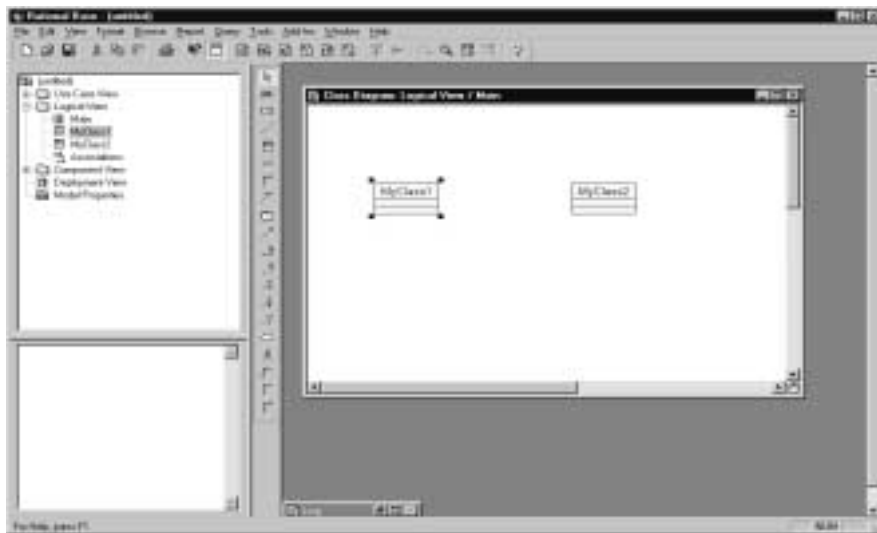 Rational Rose - (untitled)
File Edit View Format Browse Report Query Tools Add-Ins Window Help
(untitled)
Use Case View
Logical View
Main
MyClass1
MyClass2
Associations
Component View
Deployment View
Model Properties
Class Diagram: Logical View / Main
MyClass1
MyClass2
For Help, press F1
NUM